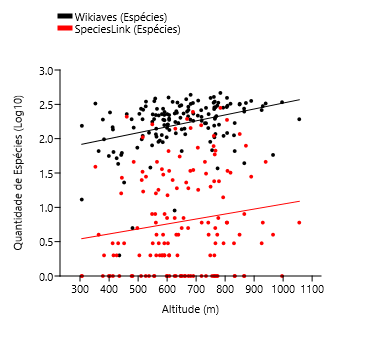 Wikiaves (Espécies)
SpeciesLink (Espécies)
Quantidade de Espécies (Log10)
3.0
2.5
2.0
1.5
1.0
0.5
0.0
300 400 500 600 700 800 900 1000 1100
Altitude (m)